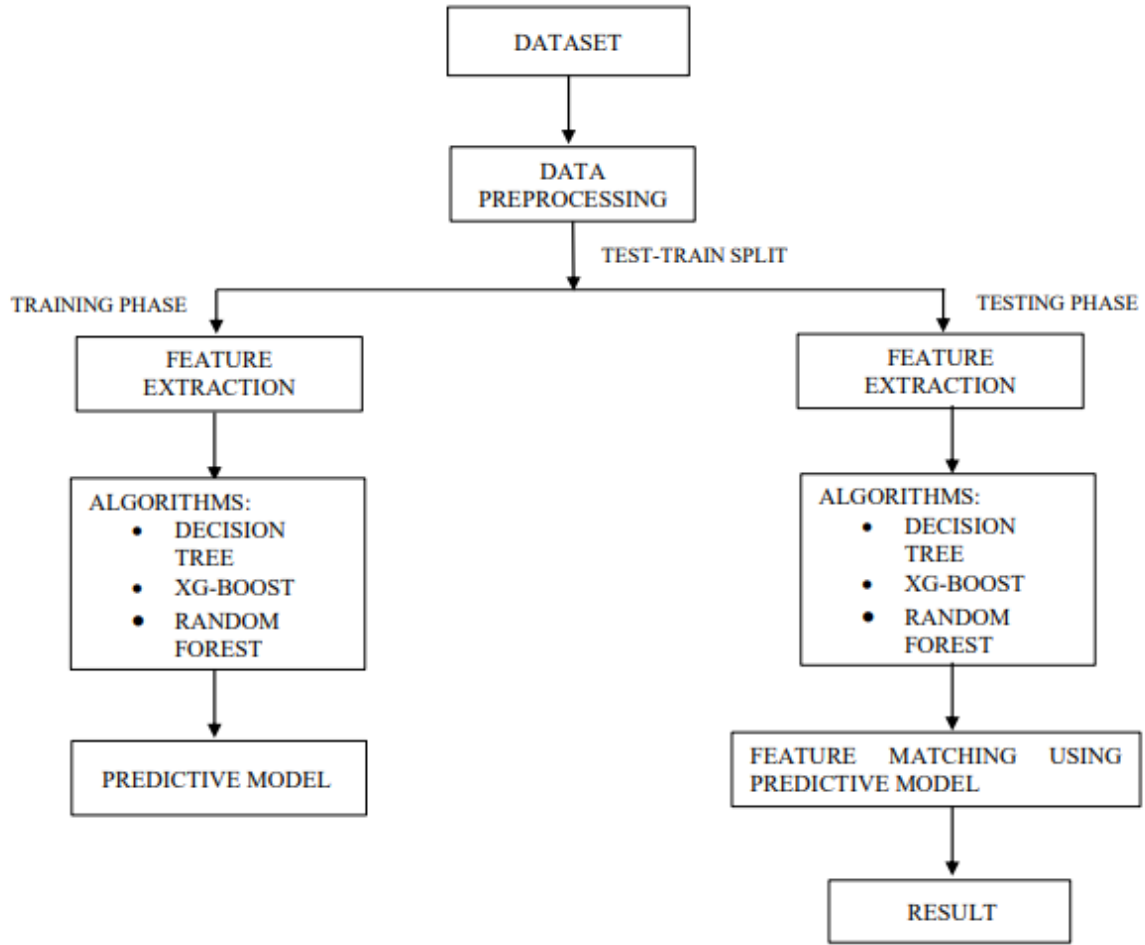 DATASET
DATA
PREPROCESSING
TEST-TRAIN SPLIT
TRAINING PHASE
TESTING PHASE
FEATURE
EXTRACTION
FEATURE
EXTRACTION
ALGORITHMS:
• DECISION
TREE
• XG-BOOST
• RANDOM
FOREST
ALGORITHMS:
• DECISION
TREE
• XG-BOOST
• RANDOM
FOREST
PREDICTIVE MODEL
FEATURE MATCHING USING
PREDICTIVE MODEL
RESULT